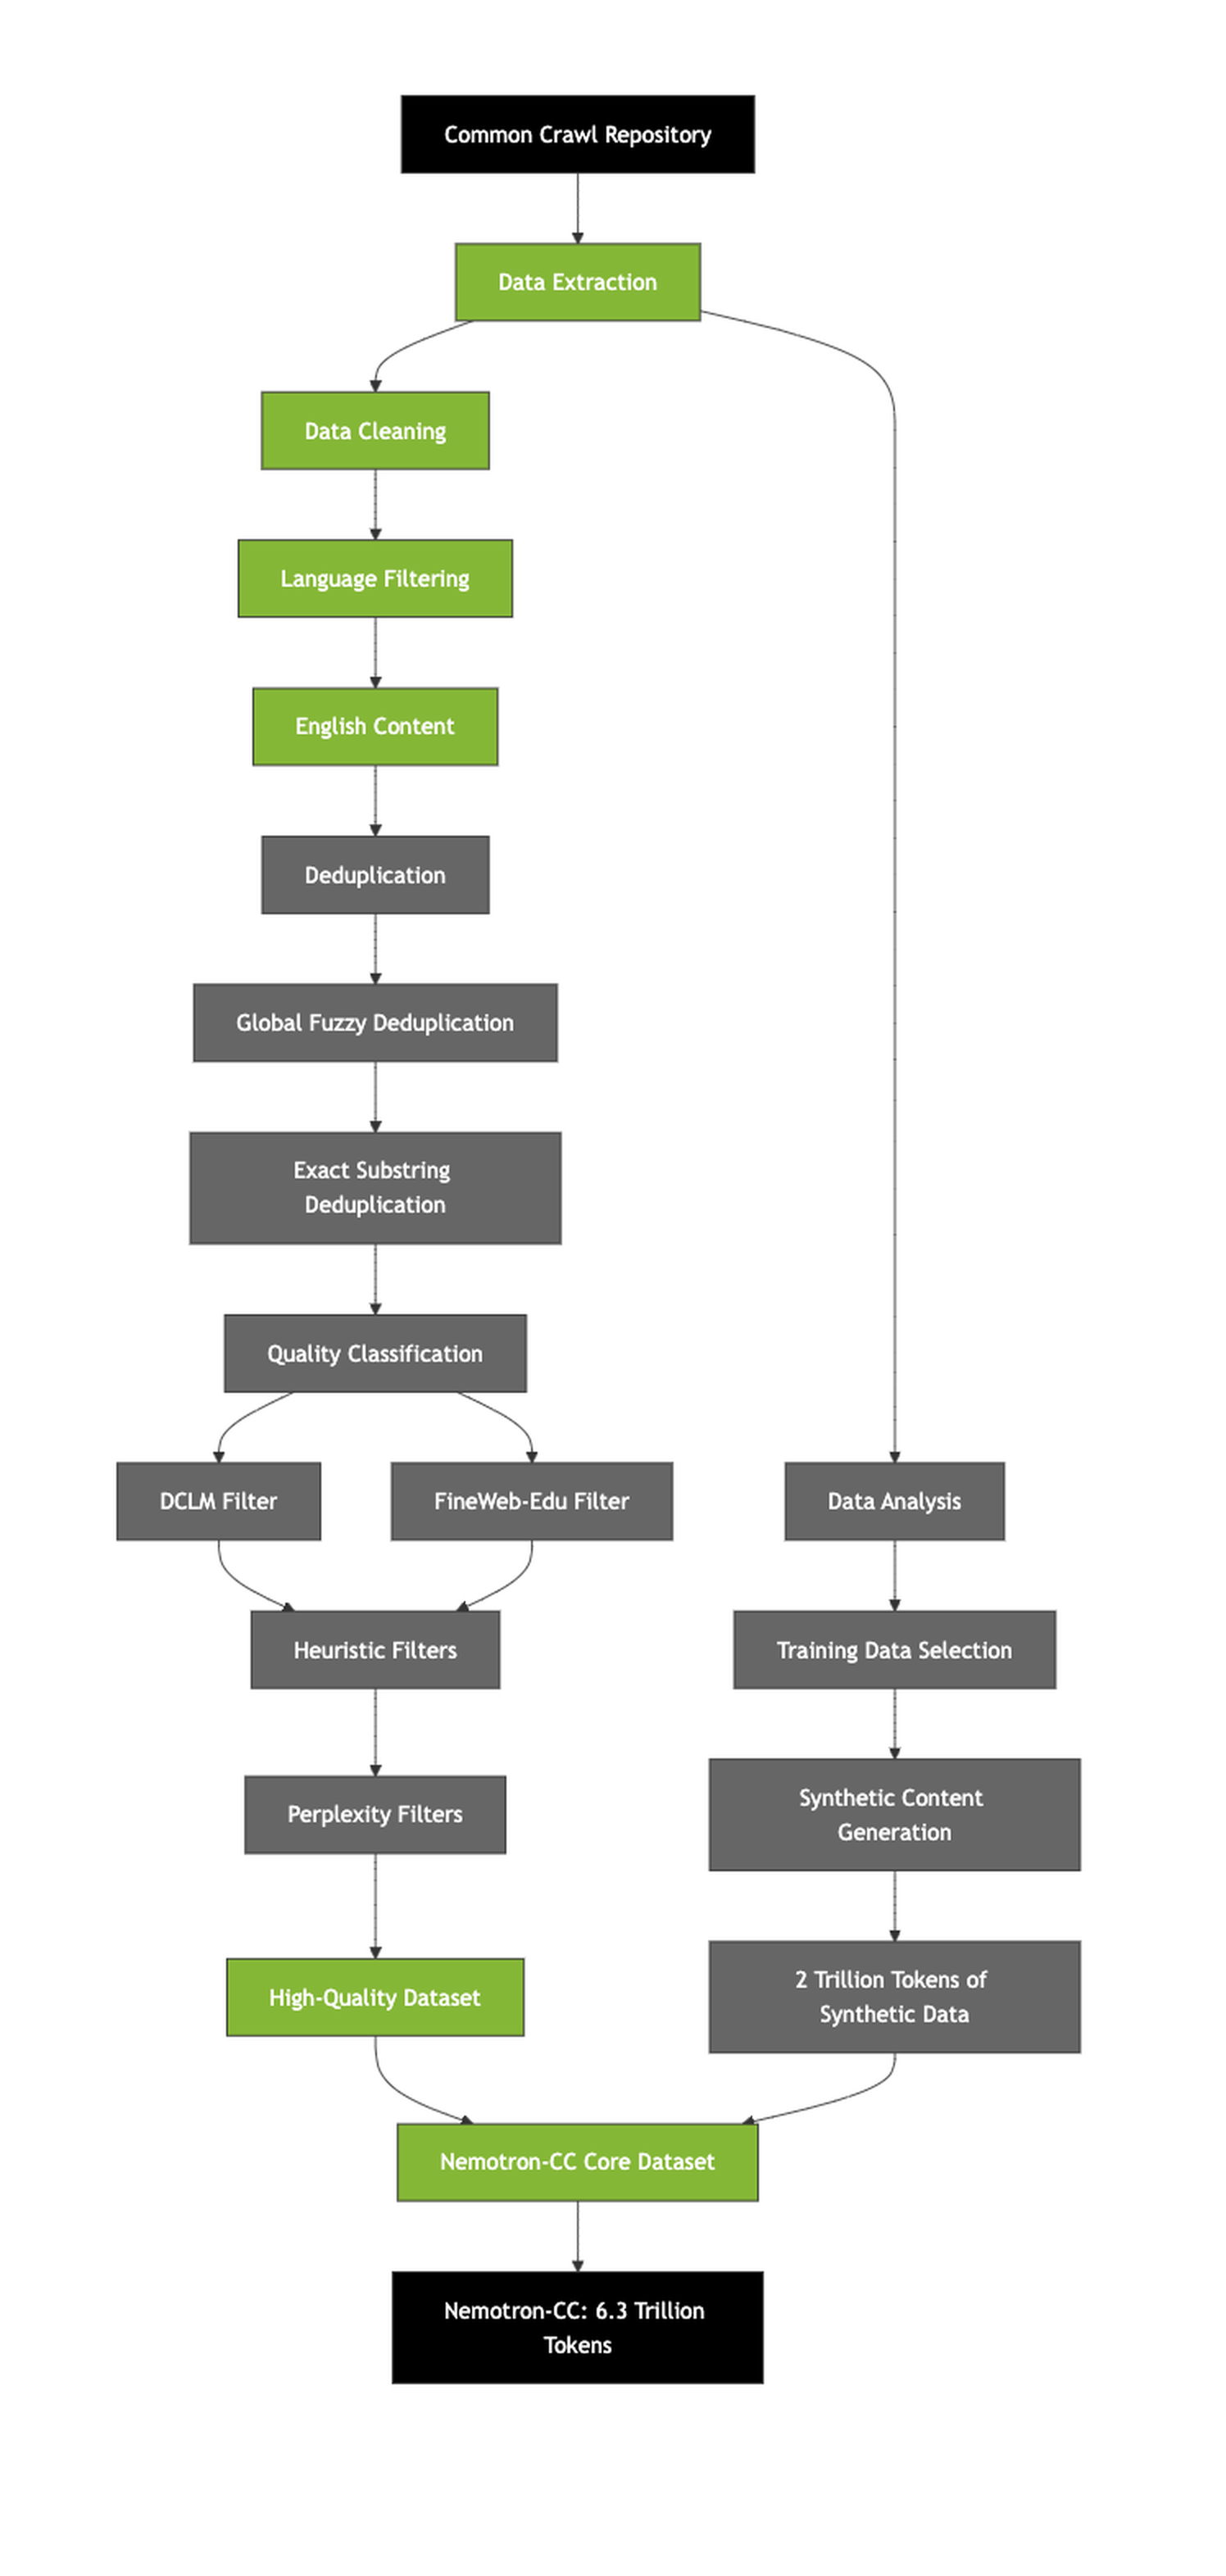 Common Crawl Repository
Data Extraction
Data Cleaning
Language Filtering
English Content
Deduplication
Global Fuzzy Deduplication
Exact Substring
Deduplication
Quality Classification
DCLM Filter
FineWeb-Edu Filter
Data Analysis
Heuristic Filters
Training Data Selection
Perplexity Filters
Synthetic Content
Generation
High-Quality Dataset
2 Trillion Tokens of
Synthetic Data
Nemotron-CC Core Dataset
Nemotron-CC: 6.3 Trillion
Tokens